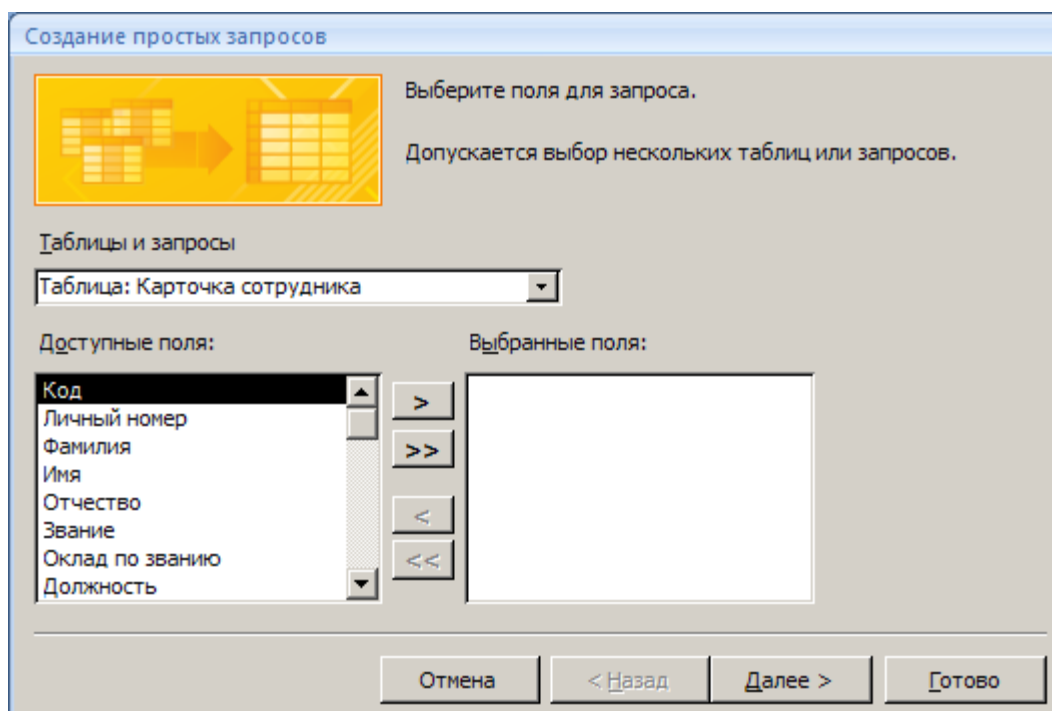 Создание простых запросов
Выберите поля для запроса.
Допускается выбор нескольких таблиц или запросов.
Таблицы и запросы
Таблица: Карточка сотрудника
Доступные поля:
Выбранные поля:
Код
Личный номер
Фамилия
Имя
Отчество
Звание
Оклад по званию
Должность
>
>>
<
<<
Отмена
< Назад
Далее >
Готово